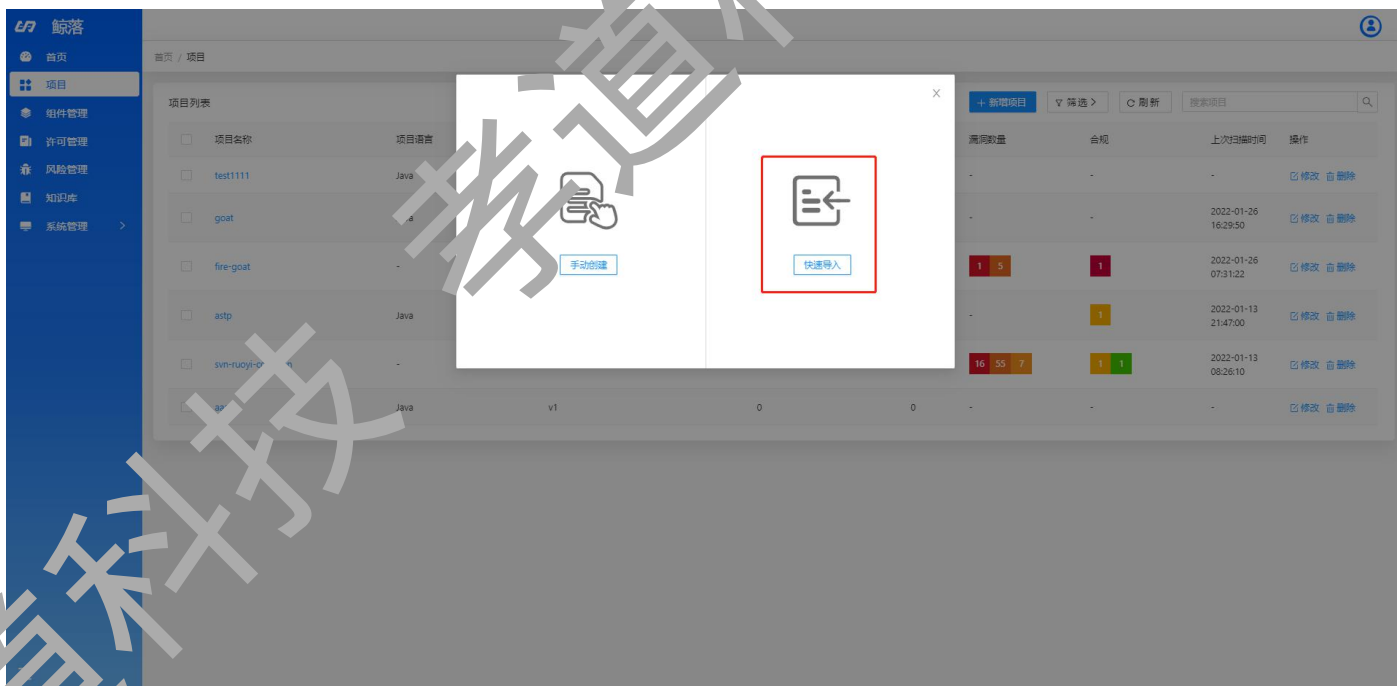 鲸落
首页
首页 / 项目
项目
组件管理
许可管理
风险管理
知识库
系统管理
项目列表
+ 新增项目 筛选 刷新 搜索项目
项目名称 项目语言 漏洞数量 合规 上次扫描时间 操作
test1111 Java - - - 修改 删除
goat - - 2022-01-26 16:29:50 修改 删除
fire-goat - 1 5 1 2022-01-26 07:31:22 修改 删除
astp Java - 1 2022-01-13 21:47:00 修改 删除
svn-ruoyi- - 16 55 7 1 1 2022-01-13 08:26:10 修改 删除
Java v1 0 0 - - - 修改 删除
手动创建
快速导入
孝道科技
道科技